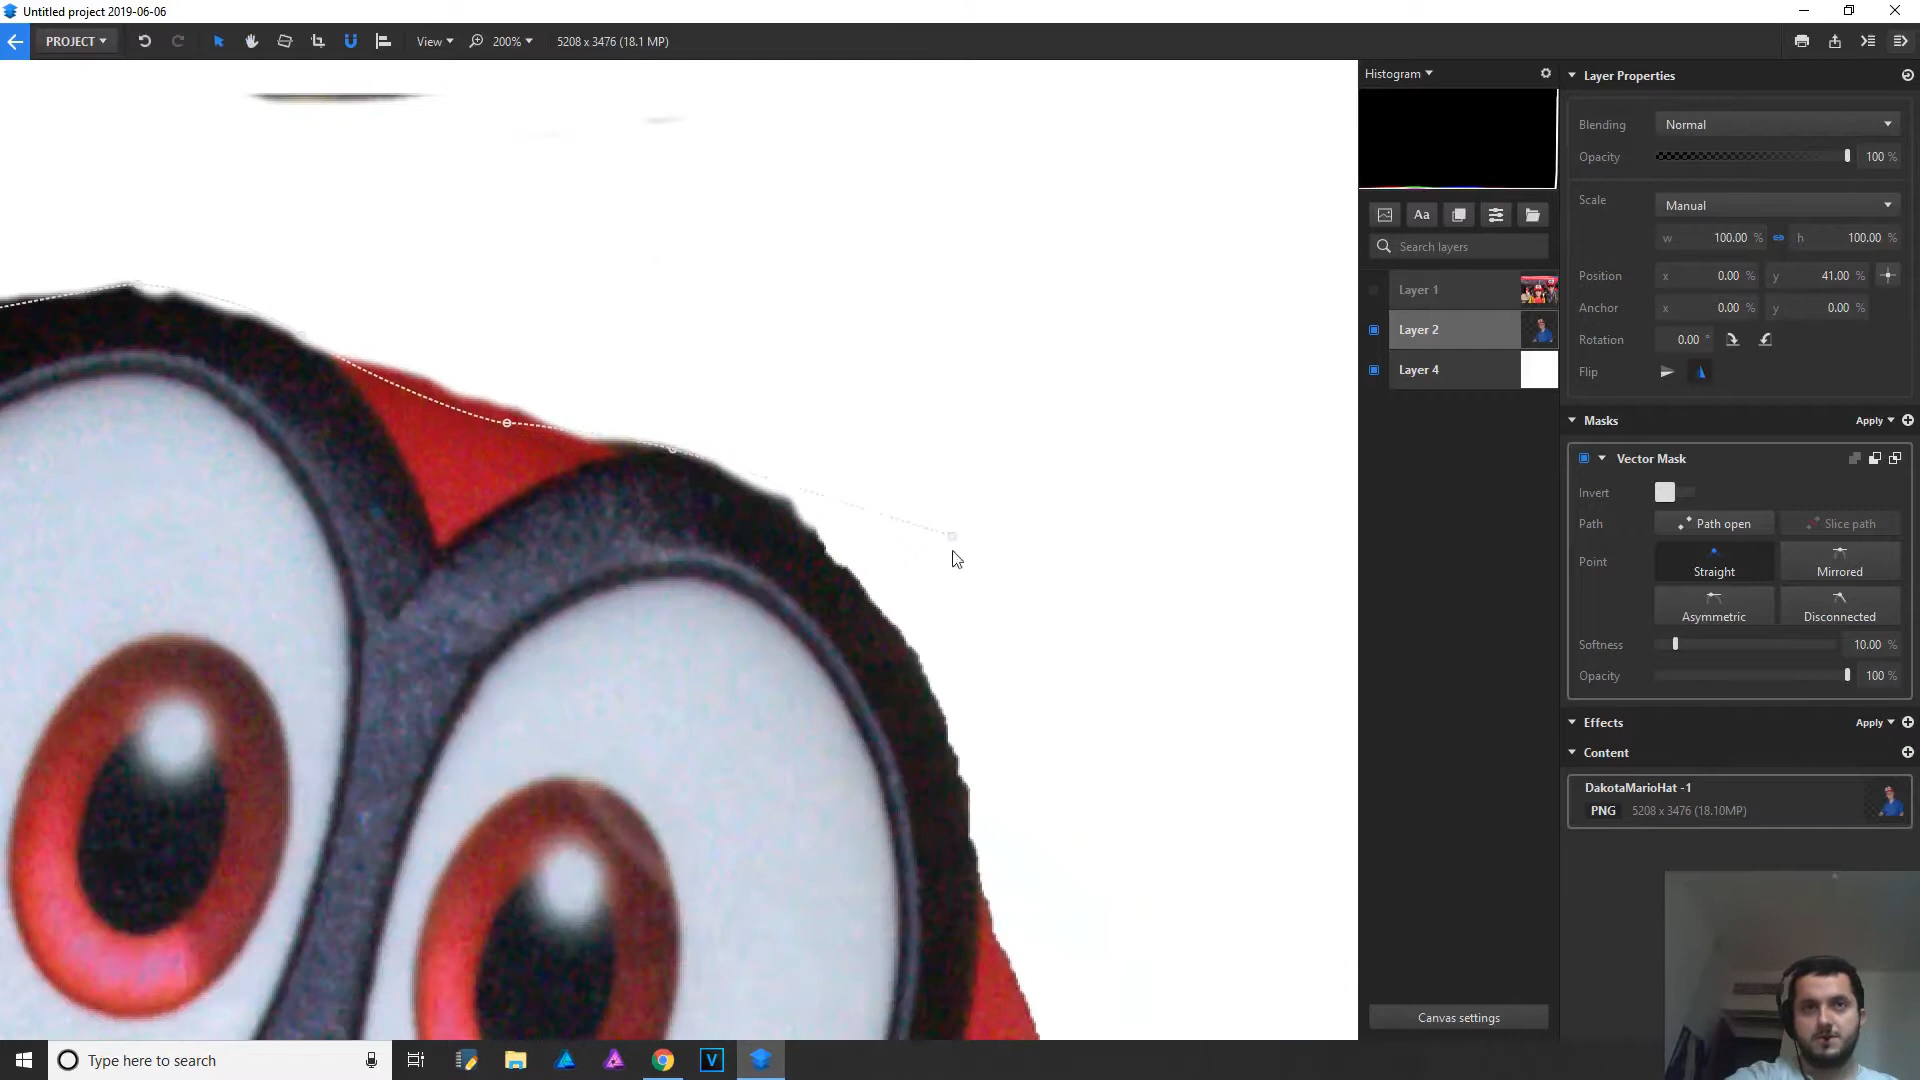 Untitled project 2019-06-06
PROJECT
View
200%
5208 x 3476 (18.1 MP)
Histogram
Aa
Search layers
Layer 1
Layer 2
Layer 4
Canvas settings
Layer Properties
Blending
Normal
Opacity
100 %
Scale
Manual
w 100.00 % h 100.00 %
Position x 0.00 % y 41.00 %
Anchor x 0.00 % y 0.00 %
Rotation 0.00 °
Flip
Masks Apply
Vector Mask
Invert
Path Path open Slice path
Point
Straight Mirrored
Asymmetric Disconnected
Softness 10.00 %
Opacity 100 %
Effects Apply
Content
DakotaMarioHat -1
PNG 5208 x 3476 (18.10MP)
Type here to search
V